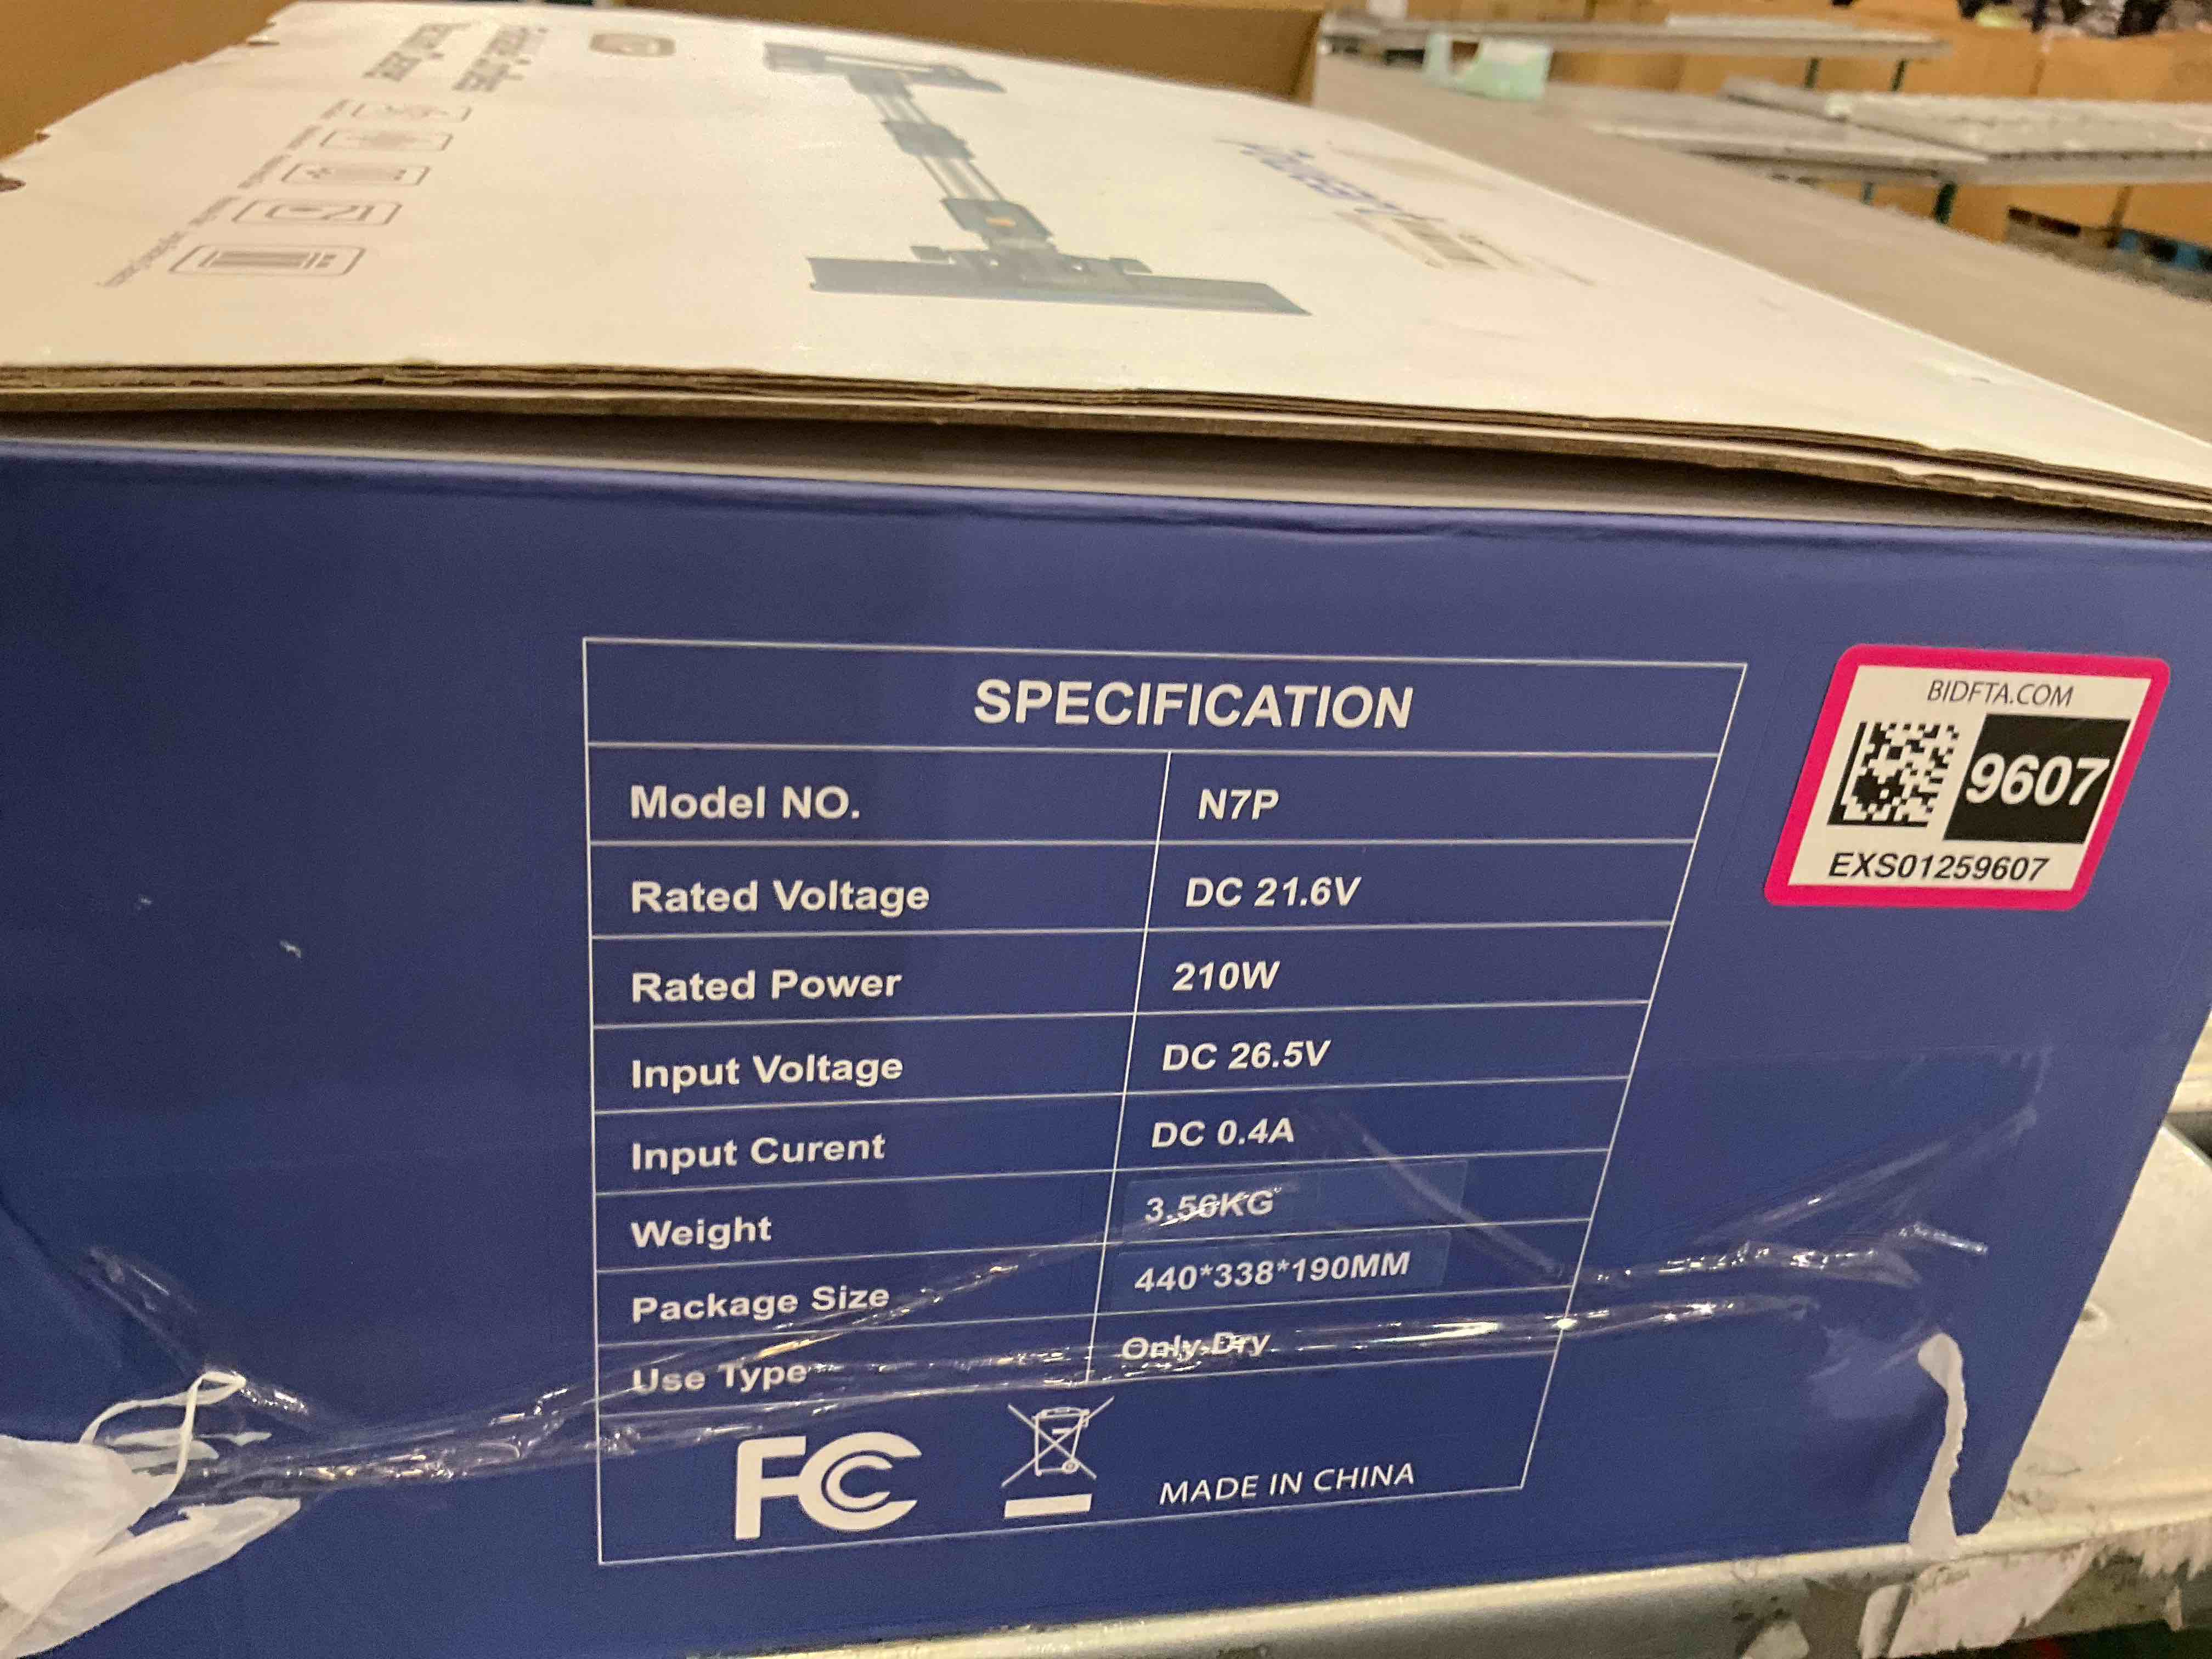 SPECIFICATION
Model NO. N7P
Rated Voltage DC 21.6V
Rated Power 210W
Input Voltage DC 26.5V
Input Curent DC 0.4A
Weight 3.56KG
Package Size 440*338*190MM
Use Type Only Dry
FC
MADE IN CHINA
BIDFTA.COM
9607
EXS01259607